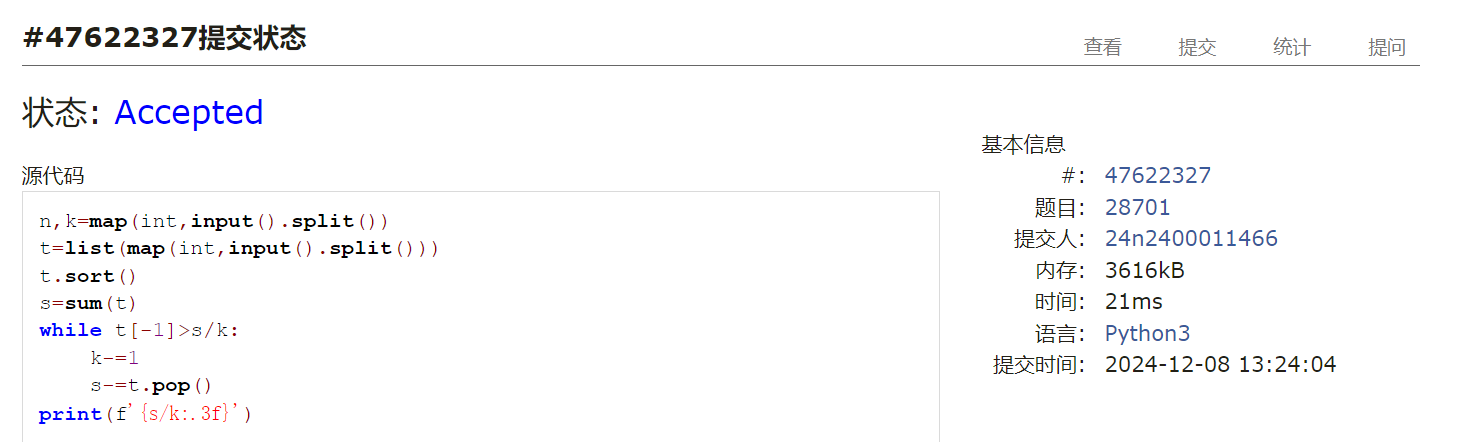 #47622327提交状态
查看 提交 统计 提问
状态: Accepted
源代码
n,k=map(int,input().split())
t=list(map(int,input().split()))
t.sort()
s=sum(t)
while t[-1]>s/k:
    k-=1
    s-=t.pop()
print(f'{s/k:.3f}')
基本信息
#: 47622327
题目: 28701
提交人: 24n2400011466
内存: 3616kB
时间: 21ms
语言: Python3
提交时间: 2024-12-08 13:24:04